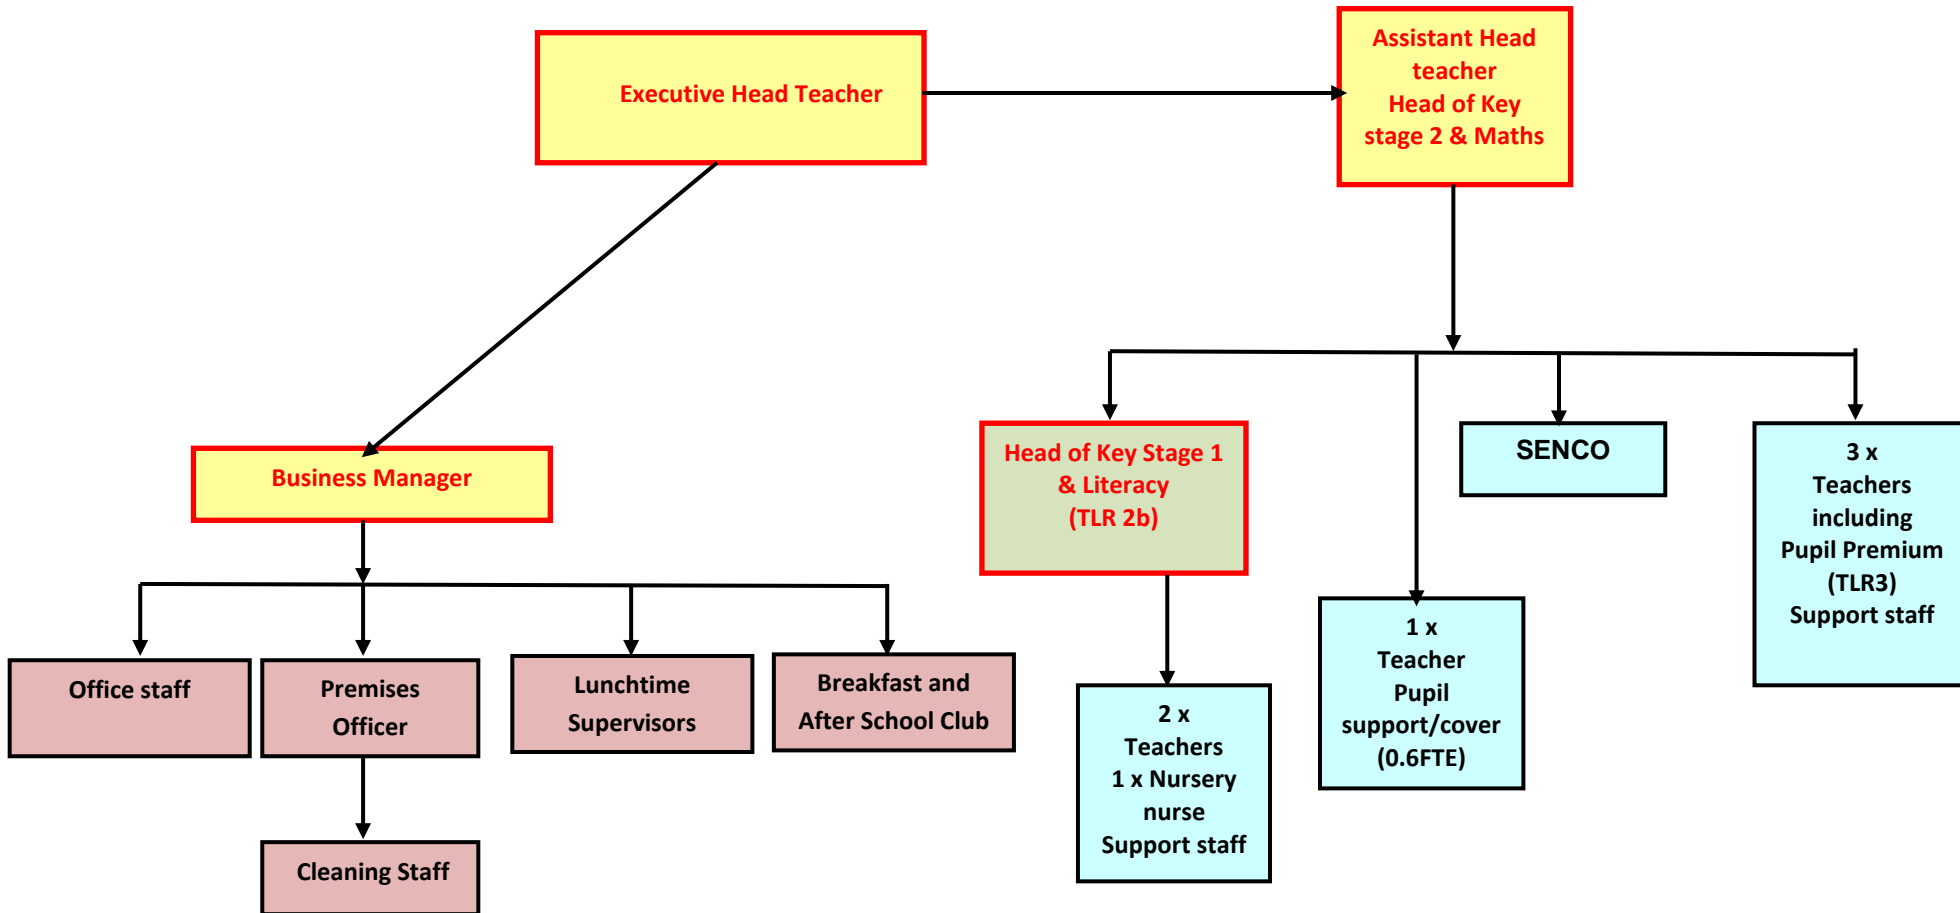 Executive Head Teacher
Assistant Head
teacher
Head of Key
stage 2 & Maths
Business Manager
Head of Key Stage 1
& Literacy
(TLR 2b)
SENCO
3 x
Teachers
including
Pupil Premium
(TLR3)
Support staff
1 x
Teacher
Pupil
support/cover
(0.6FTE)
Office staff
Premises
Officer
Lunchtime
Supervisors
Breakfast and
After School Club
2 x
Teachers
1 x Nursery
nurse
Support staff
Cleaning Staff